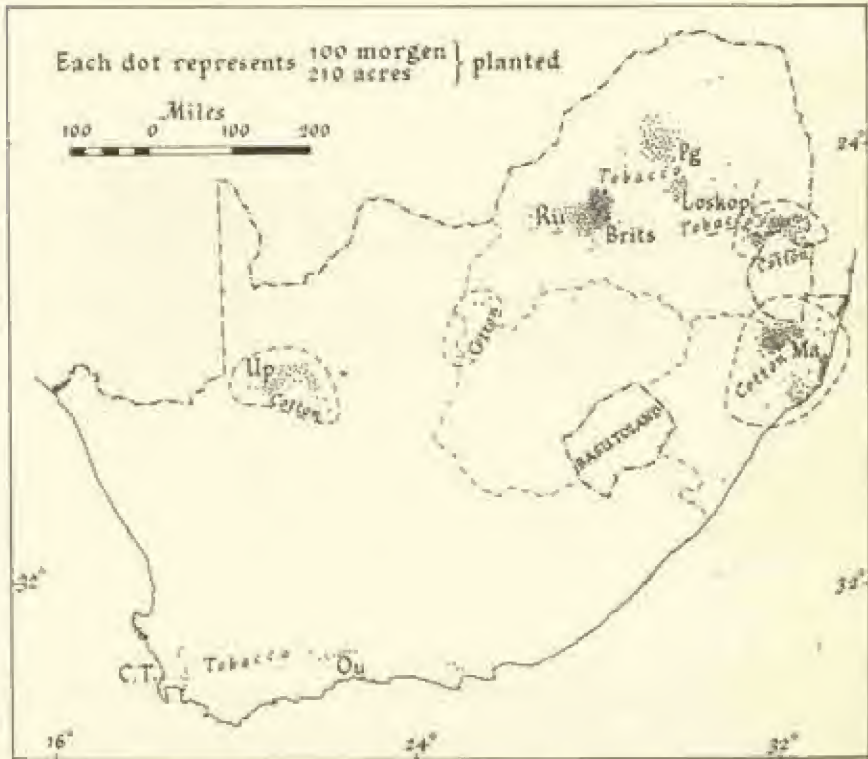 Each dot represents 100 morgen } planted
210 acres
Miles
100 0 100 200
24°
Pg
Tobacco
Loskop
Ru
Brits
Tobacco
Cotton
Cotton
Ma
Cotton
Up
Cotton
BASUTOLAND
32°
32°
C.T.
Tobacco
Ou
16°
24°
32°